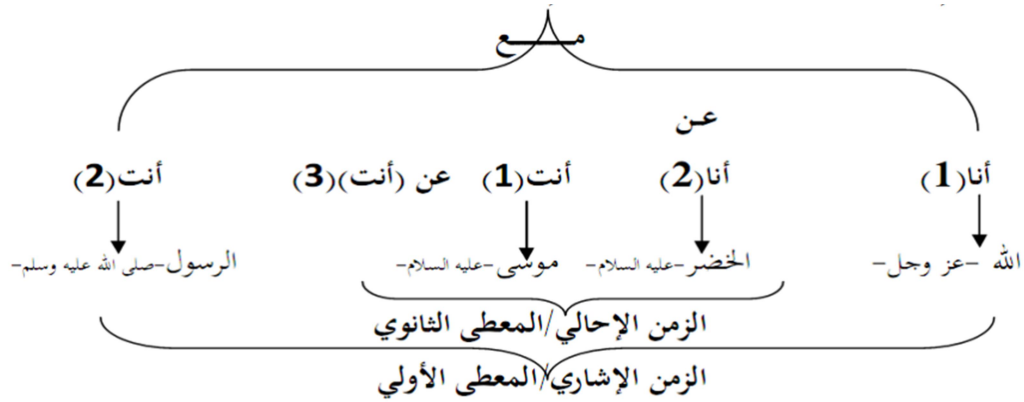 مـــــع
عـن
أنا(1) أنا(2) أنت(1) عن (أنت)(3) أنت(2)
الله -عز وجل- الخضر-عليه السلام- موسى-عليه السلام- الرسول-صلى الله عليه وسلم-
الزمن الإحالي/المعطى الثانوي
الزمن الإشاري/المعطى الأولي